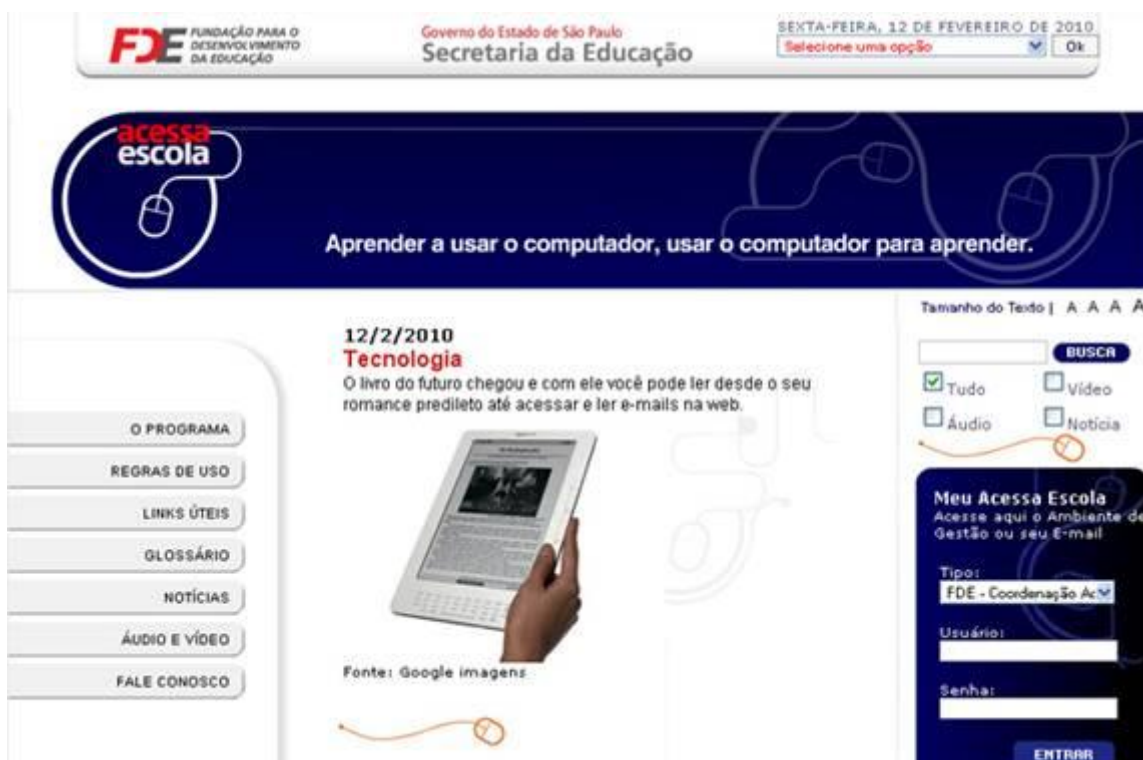 FDE FUNDAÇÃO PARA O
DESENVOLVIMENTO
DA EDUCAÇÃO
Governo do Estado de São Paulo
Secretaria da Educação
SEXTA-FEIRA, 12 DE FEVEREIRO DE 2010
Selecione uma opção Ok
acessa
escola
Aprender a usar o computador, usar o computador para aprender.
O PROGRAMA
REGRAS DE USO
LINKS ÚTEIS
GLOSSÁRIO
NOTÍCIAS
ÁUDIO E VÍDEO
FALE CONOSCO
12/2/2010
Tecnologia
O livro do futuro chegou e com ele você pode ler desde o seu
romance predileto até acessar e ler e-mails na web.
Fonte: Google imagens
Tamanho do Texto | A A A A
BUSCA
Tudo Vídeo
Áudio Notícia
Meu Acessa Escola
Acesse aqui o Ambiente de
Gestão ou seu E-mail
Tipo:
FDE - Coordenação Ac
Usuário:
Senha:
ENTRAR